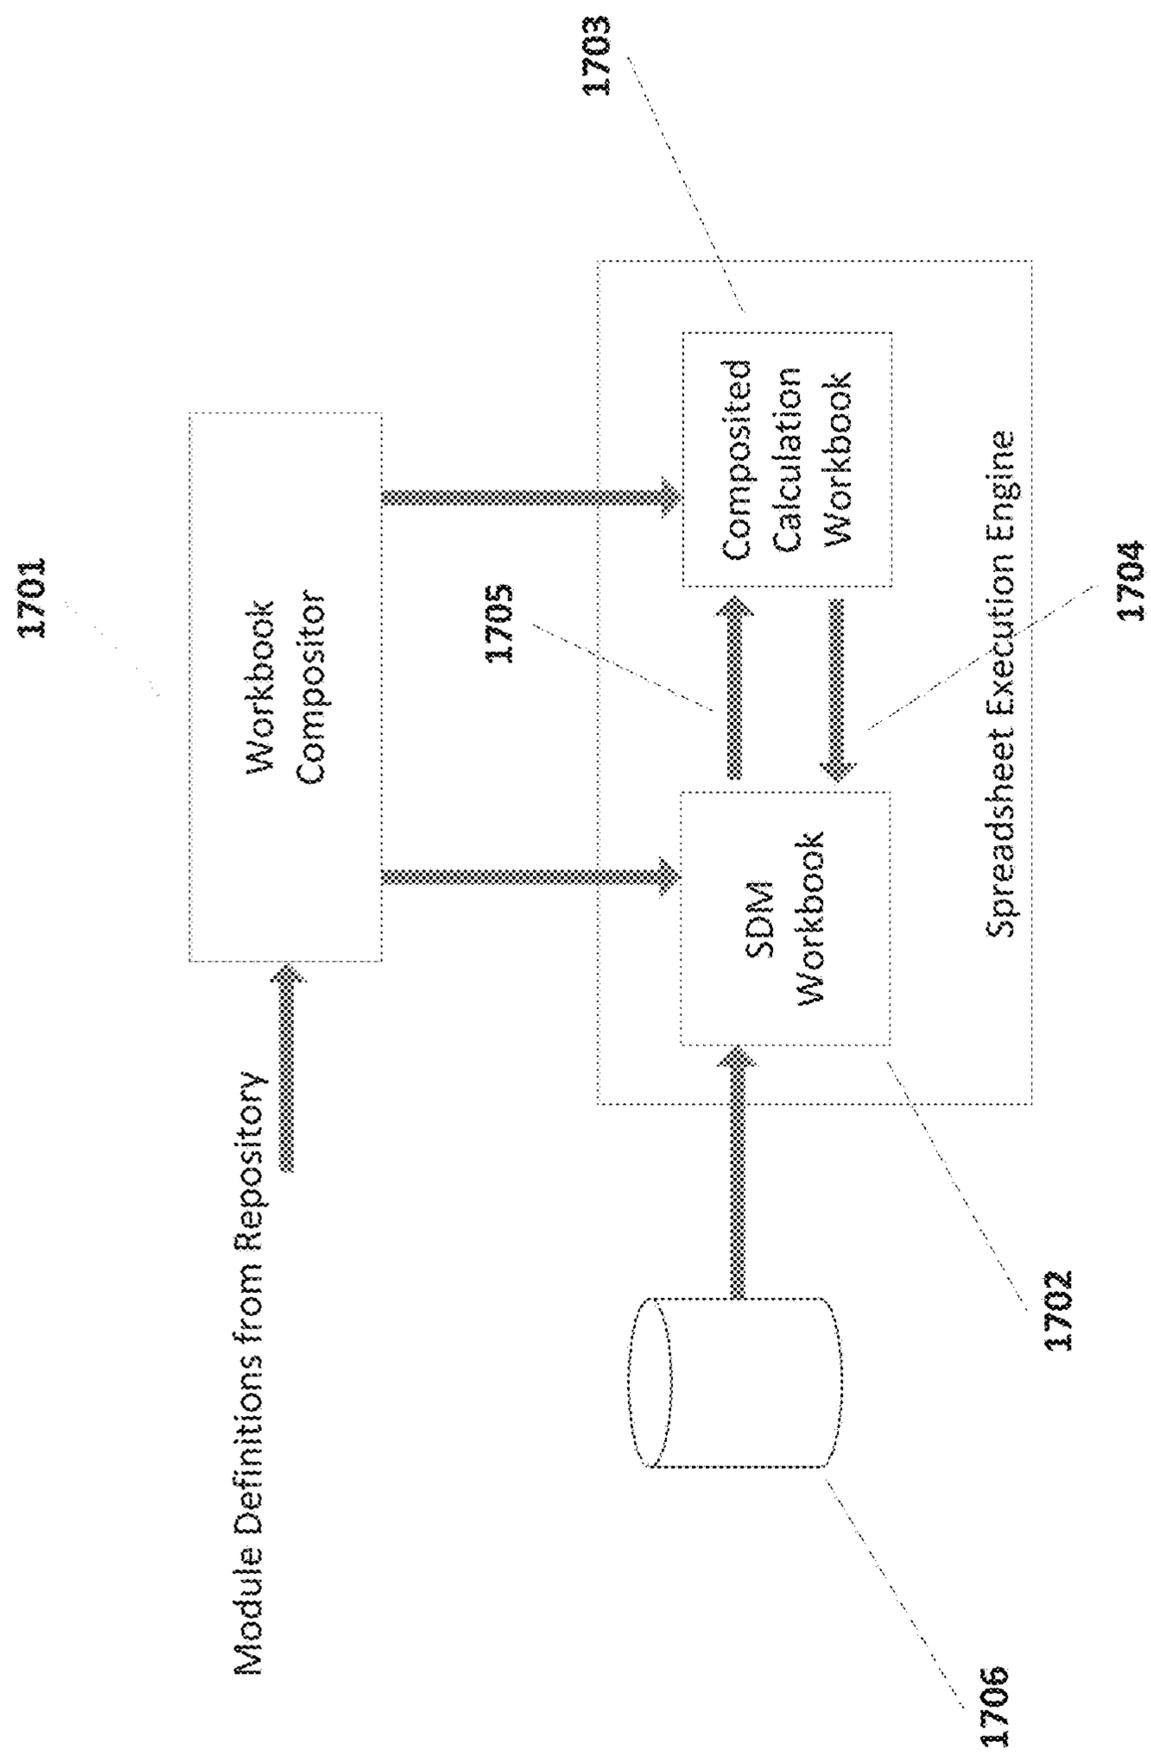 1701
Module Definitions from Repository
Workbook
Compositor
1705
1703
SDM
Workbook
Composited
Calculation
Workbook
Spreadsheet Execution Engine
1706
1702
1704